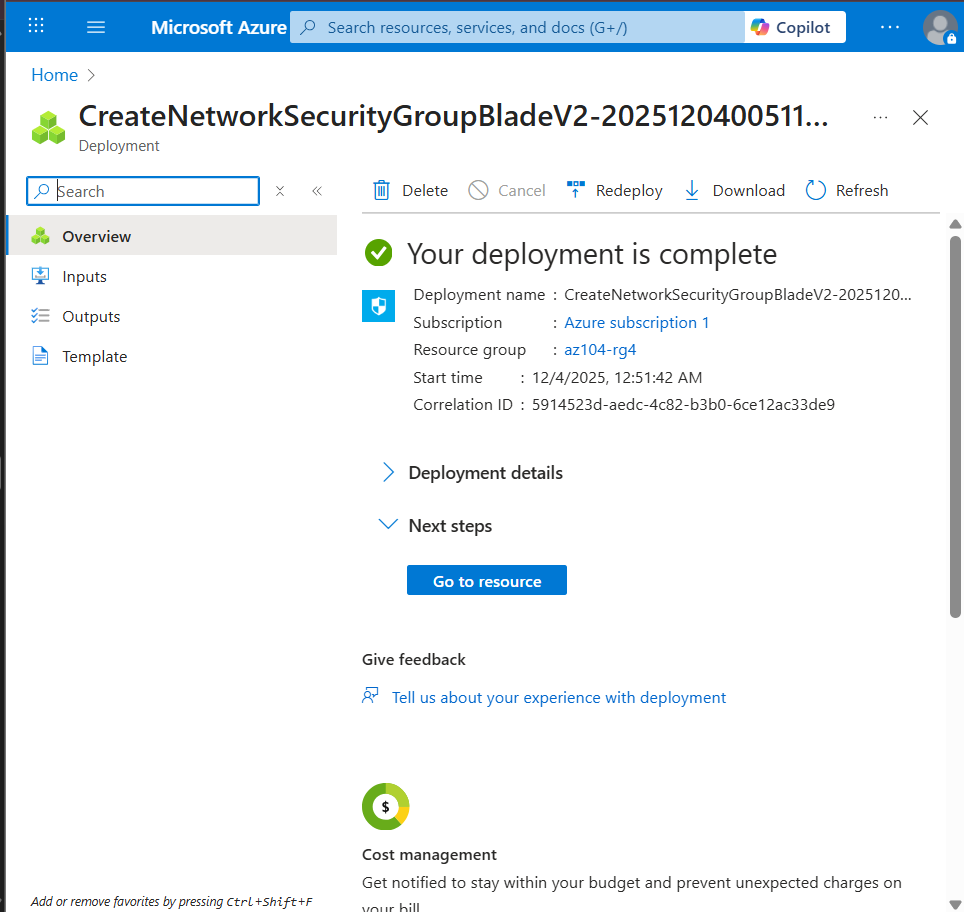 Microsoft Azure
Search resources, services, and docs (G+/)
Copilot
...
Home
CreateNetworkSecurityGroupBladeV2-2025120400511...
...
Deployment
Search
Delete
Cancel
Redeploy
Download
Refresh
Overview
Inputs
Outputs
Template
Your deployment is complete
Deployment name : CreateNetworkSecurityGroupBladeV2-2025120...
Subscription : Azure subscription 1
Resource group : az104-rg4
Start time : 12/4/2025, 12:51:42 AM
Correlation ID : 5914523d-aedc-4c82-b3b0-6ce12ac33de9
Deployment details
Next steps
Go to resource
Give feedback
Tell us about your experience with deployment
$
Cost management
Get notified to stay within your budget and prevent unexpected charges on
your bill
Add or remove favorites by pressing Ctrl+Shift+F